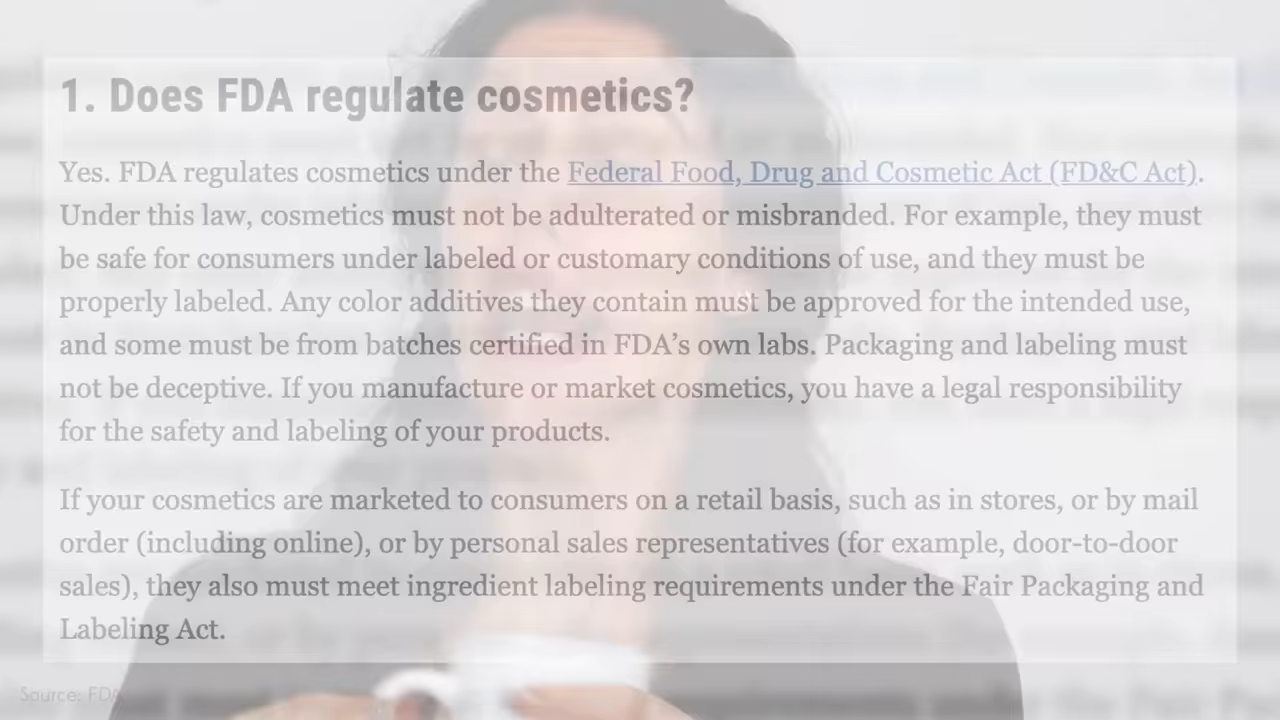 1. Does FDA regulate cosmetics?
Yes. FDA regulates cosmetics under the Federal Food, Drug and Cosmetic Act (FD&C Act).
Under this law, cosmetics must not be adulterated or misbranded. For example, they must
be safe for consumers under labeled or customary conditions of use, and they must be
properly labeled. Any color additives they contain must be approved for the intended use,
and some must be from batches certified in FDA’s own labs. Packaging and labeling must
not be deceptive. If you manufacture or market cosmetics, you have a legal responsibility
for the safety and labeling of your products.
If your cosmetics are marketed to consumers on a retail basis, such as in stores, or by mail
order (including online), or by personal sales representatives (for example, door-to-door
sales), they also must meet ingredient labeling requirements under the Fair Packaging and
Labeling Act.
Source: FDA